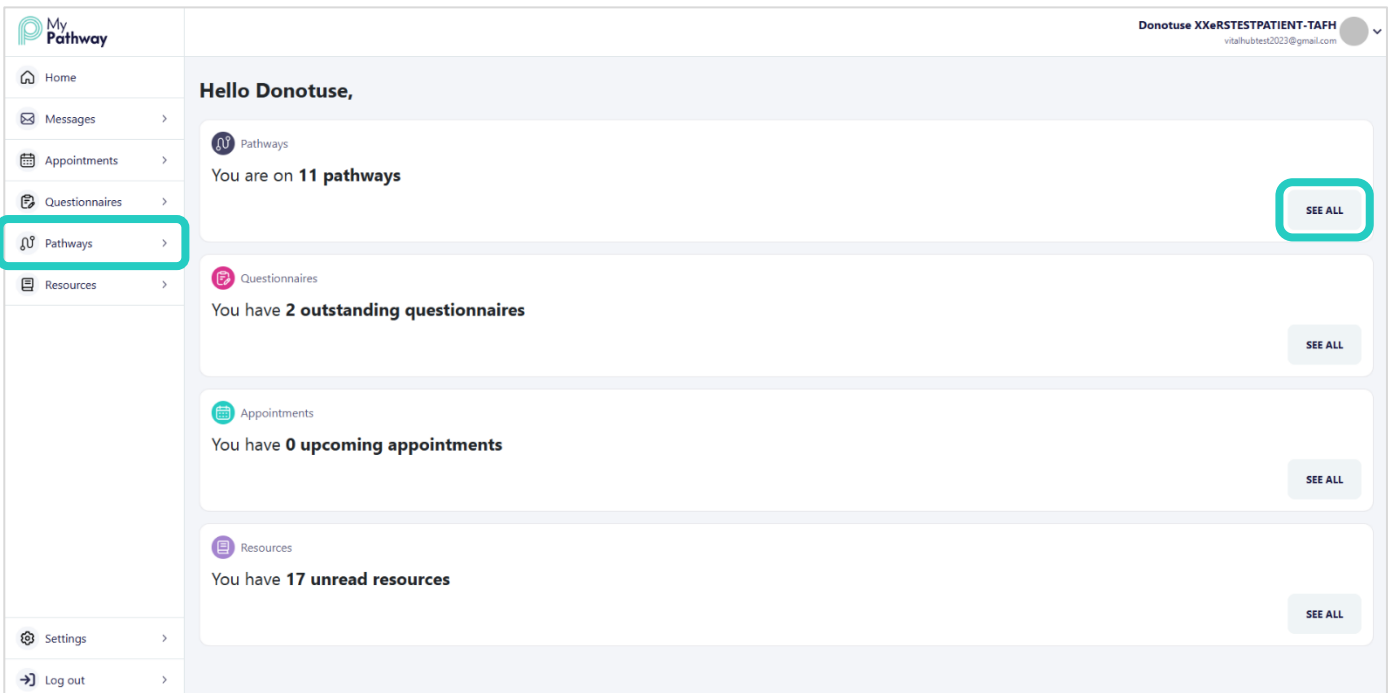 My
Pathway
Donotuse XXeRSTESTPATIENT-TAFH
vitalhubtest2023@gmail.com
Home
Messages
Appointments
Questionnaires
Pathways
Resources
Settings
Log out
Hello Donotuse,
Pathways
You are on 11 pathways
SEE ALL
Questionnaires
You have 2 outstanding questionnaires
SEE ALL
Appointments
You have 0 upcoming appointments
SEE ALL
Resources
You have 17 unread resources
SEE ALL